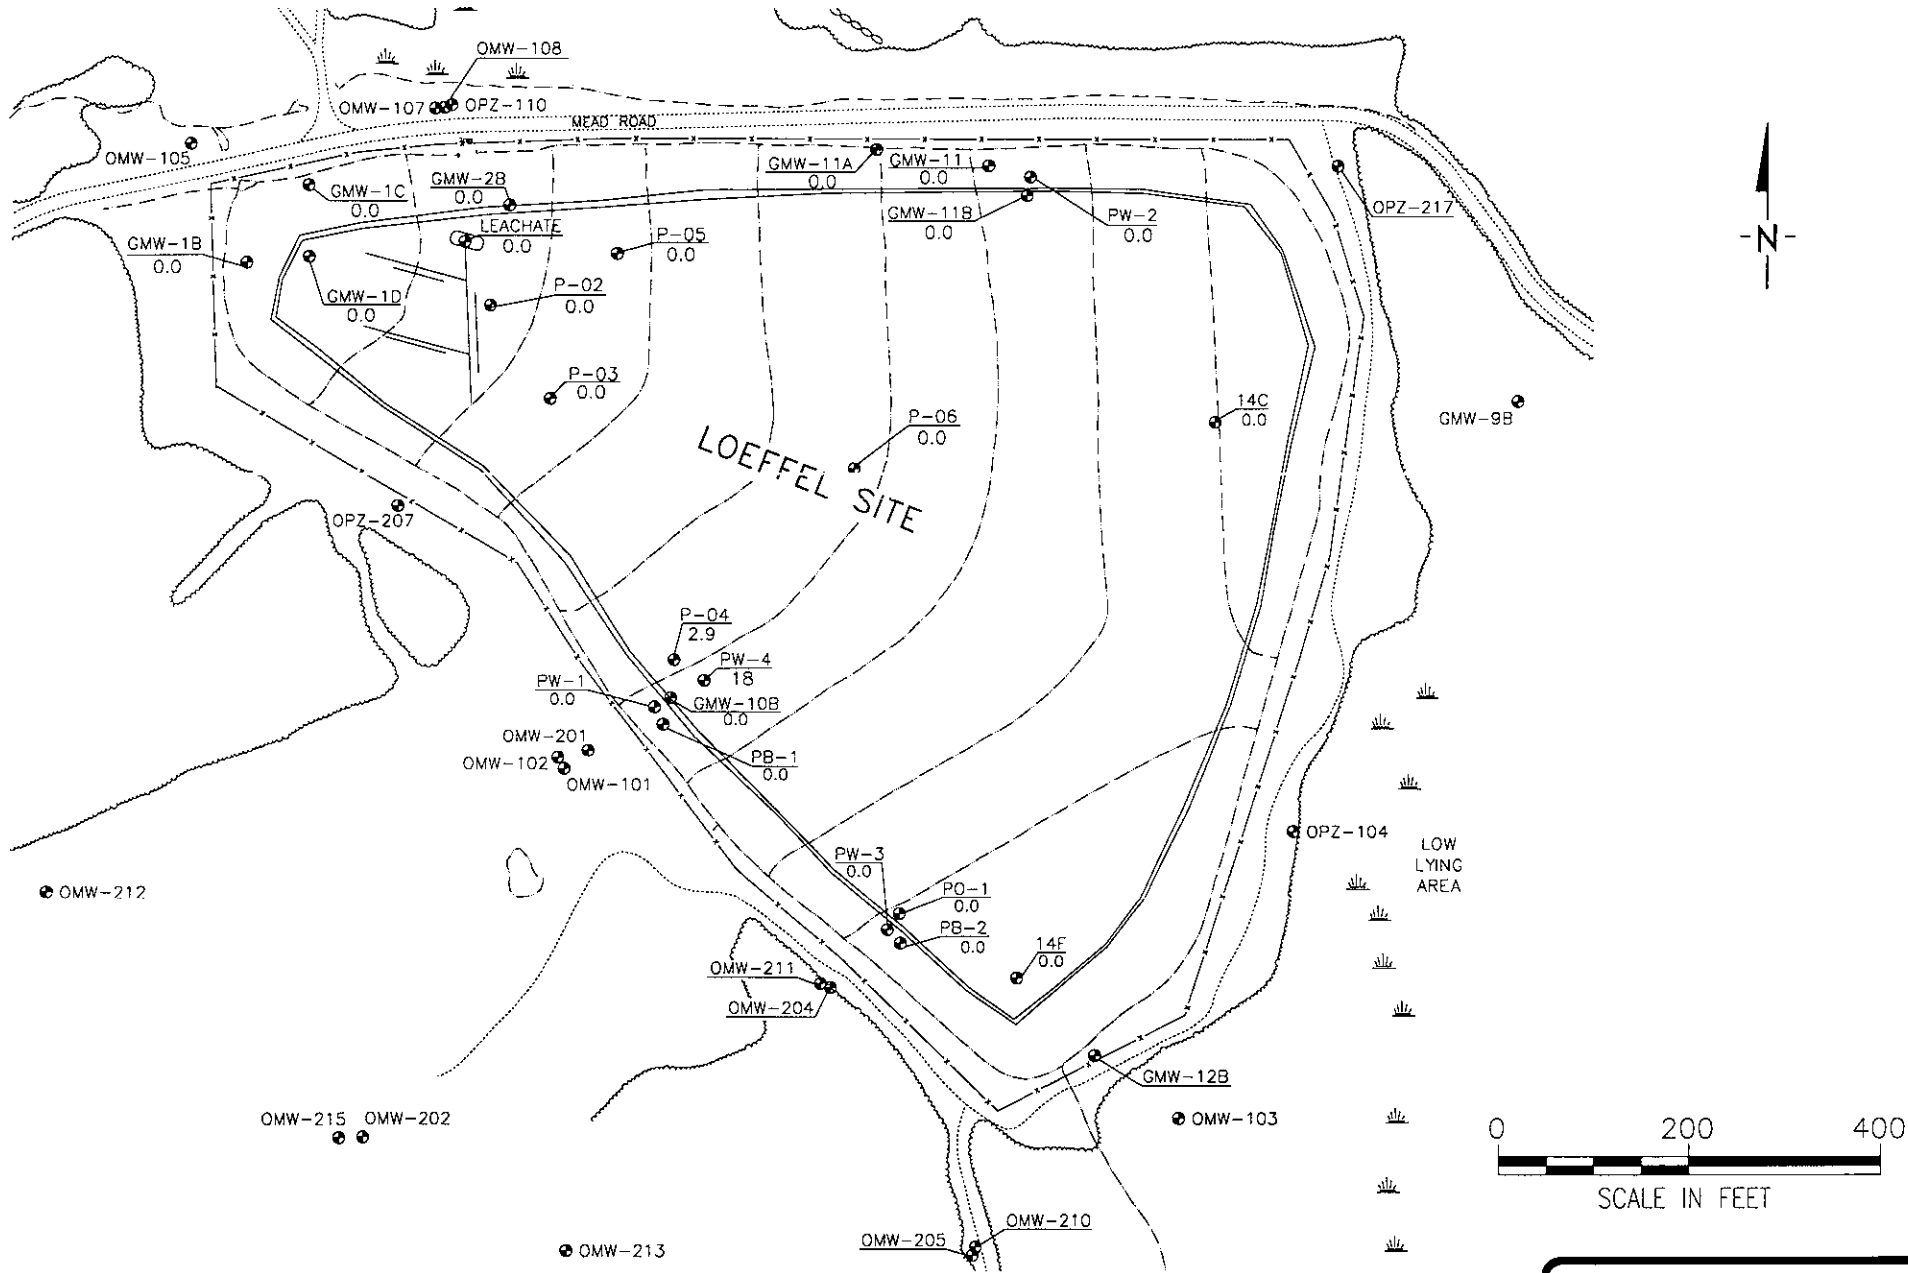 OMW-108
OMW-107
OPZ-110
MEAD ROAD
OMW-105
GMW-1C
0.0
GMW-2B
0.0
GMW-11A
0.0
GMW-11
0.0
GMW-11B
0.0
PW-2
0.0
OPZ-217
-N-
LEACHATE
0.0
P-05
0.0
GMW-1B
0.0
GMW-1D
0.0
P-02
0.0
P-03
0.0
P-06
0.0
14C
0.0
GMW-9B
LOEFFEL SITE
OPZ-207
P-04
2.9
PW-4
18
PW-1
0.0
GMW-10B
0.0
OMW-201
OMW-102
OMW-101
PB-1
0.0
OPZ-104
LOW
LYING
AREA
OMW-212
PW-3
0.0
PO-1
0.0
PB-2
0.0
14F
0.0
OMW-211
OMW-204
GMW-12B
OMW-103
OMW-215
OMW-202
0 200 400
SCALE IN FEET
OMW-213
OMW-205
OMW-210